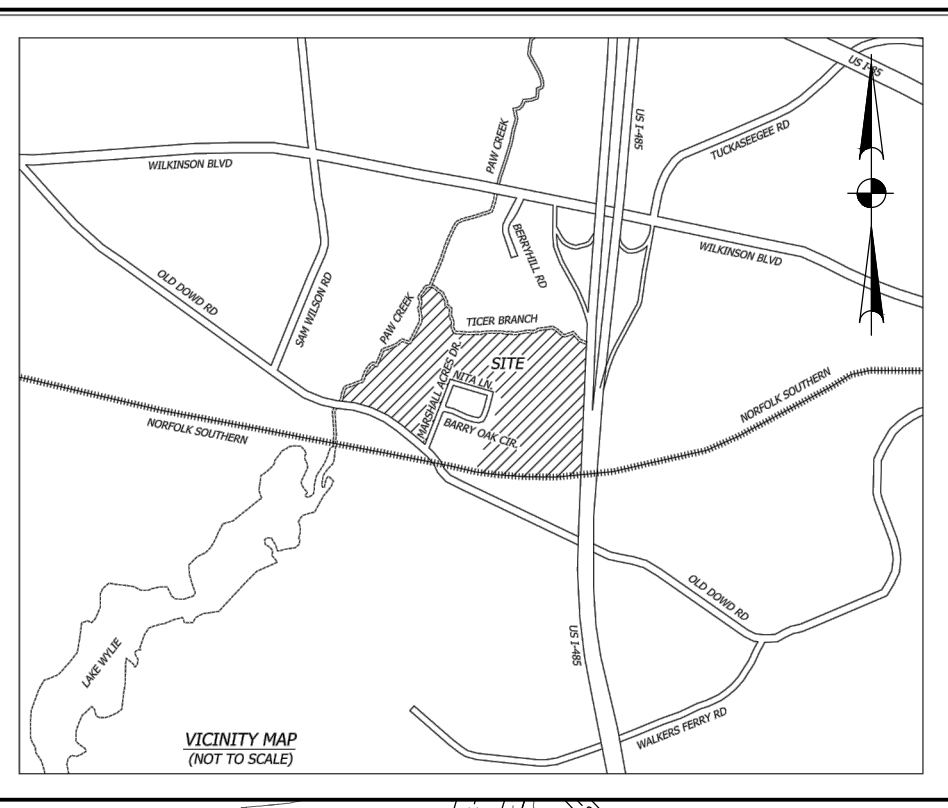 US I-85
PAW CREEK
US I-485
TUCKASEEGEE RD
WILKINSON BLVD
BERRYHILL RD
WILKINSON BLVD
OLD DOWD RD
SAM WILSON RD
PAW CREEK
TICER BRANCH
SITE
MARSHALL ACRES DR.
NITA LN.
BARRY OAK CIR.
NORFOLK SOUTHERN
NORFOLK SOUTHERN
OLD DOWD RD
US I-485
LAKE WYLIE
WALKERS FERRY RD
VICINITY MAP
(NOT TO SCALE)